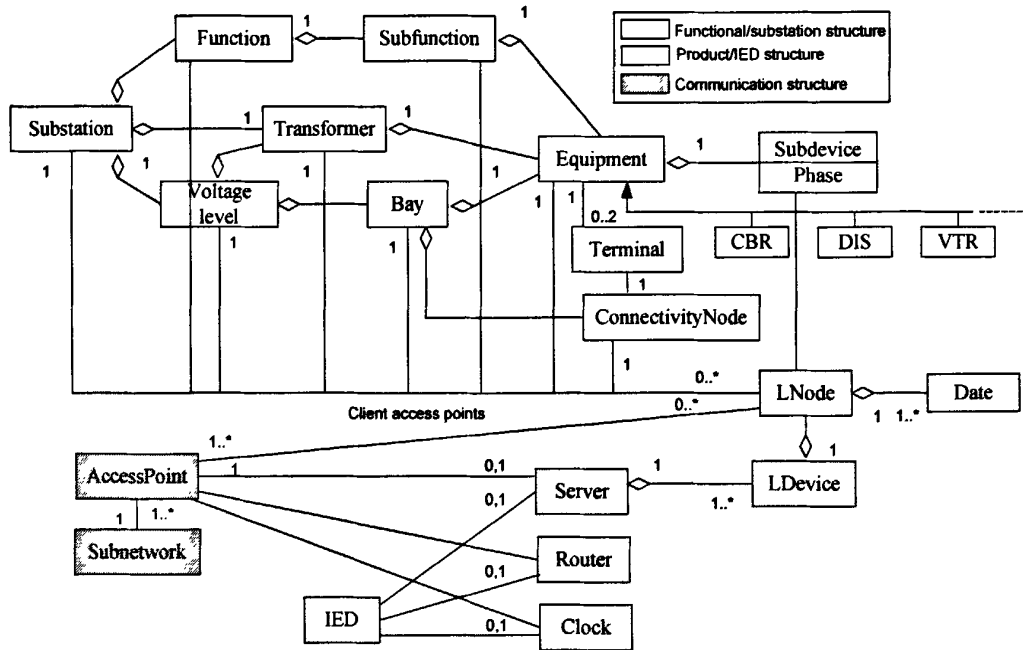 1
1
Function
Subfunction
Functional/substation structure
Product/IED structure
Communication structure
1
1
Substation
Transformer
Equipment
1
Subdevice
Phase
1
1
1
1
Voltage
level
Bay
1
1
1
0..2
CBR
DIS
VTR
1
1
Terminal
1
ConnectivityNode
1
0..*
LNode
Date
Client access points
0..*
1
1..*
1..*
1
AccessPoint
1
0,1
1
Server
LDevice
0,1
1..*
1
1..*
Subnetwork
Router
0,1
IED
0,1
Clock